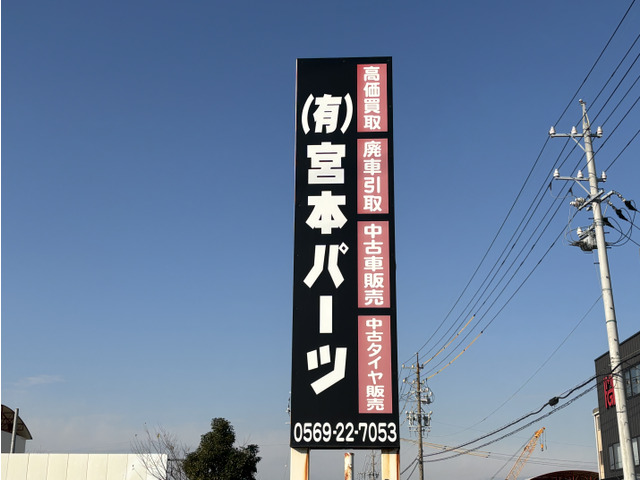 (有)宮本パーツ
高価買取
廃車引取
中古車販売
中古タイヤ販売
0569-22-7053